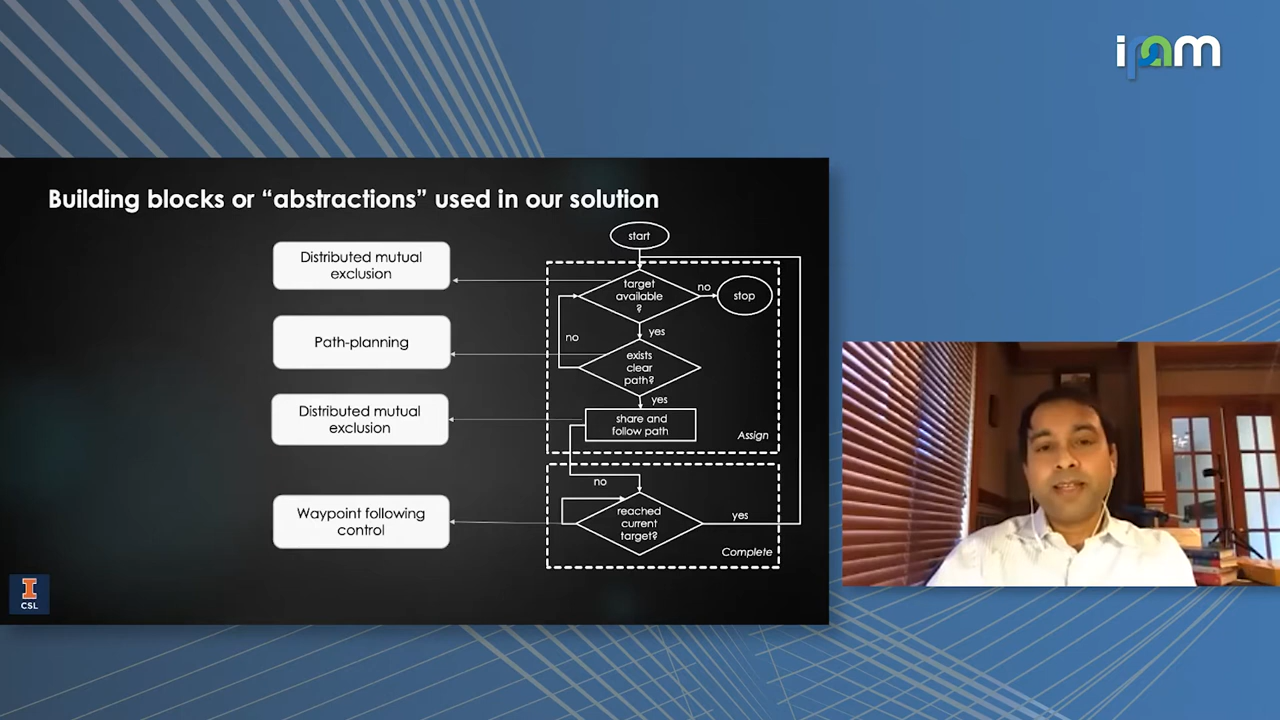 ipam
Building blocks or “abstractions” used in our solution
Distributed mutual
exclusion
Path-planning
Distributed mutual
exclusion
Waypoint following
control
start
target
available
?
no
stop
yes
no
exists
clear
path?
yes
share and
follow path
Assign
no
reached
current
target?
yes
Complete
I
CSL